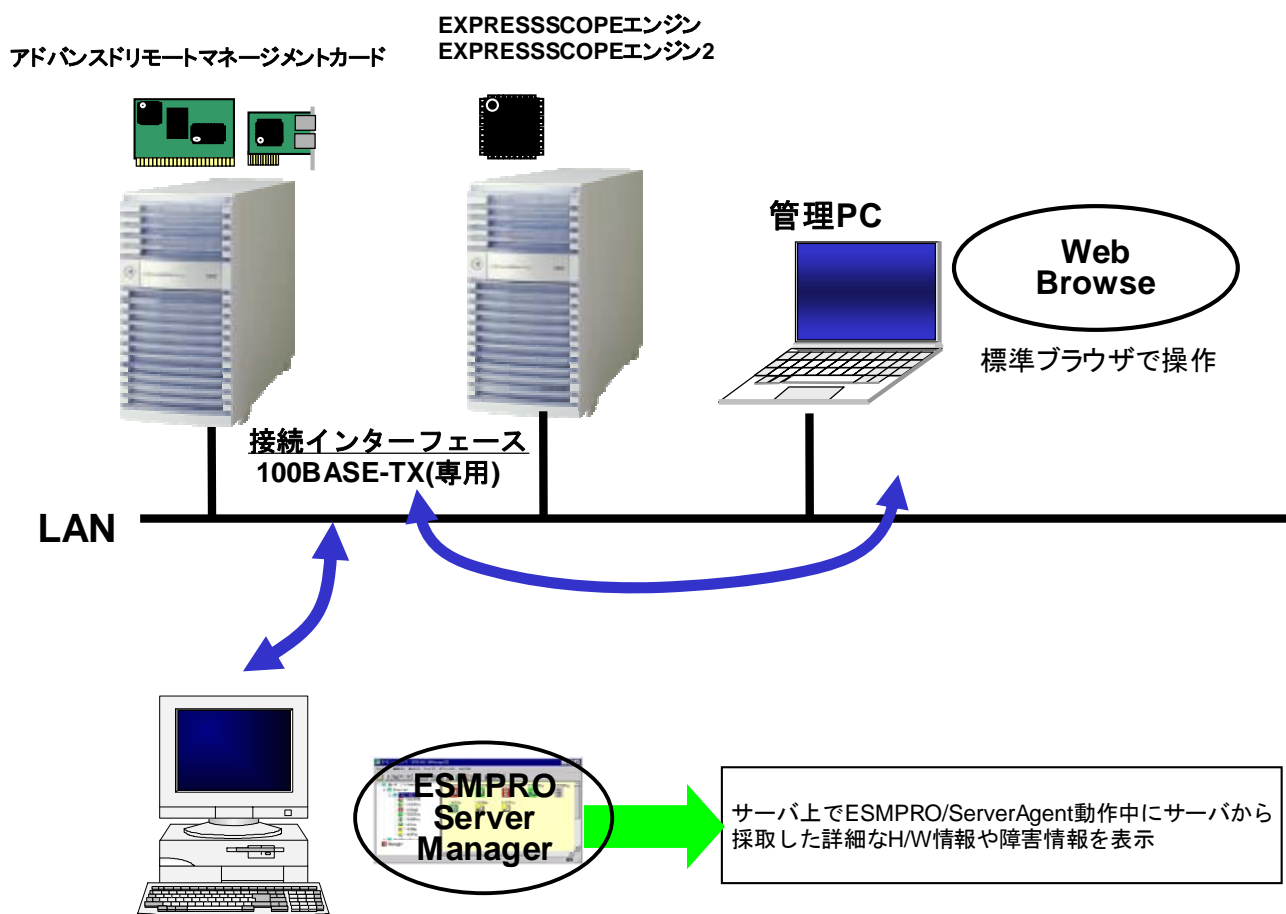 アドバンスドリモートマネージメントカード
EXPRESSSCOPEエンジン
EXPRESSSCOPEエンジン2
管理PC
Web
Browse
標準ブラウザで操作
接続インターフェース
100BASE-TX(専用)
LAN
ESMPRO
Server
Manager
サーバ上でESMPRO/ServerAgent動作中にサーバから
採取した詳細なH/W情報や障害情報を表示